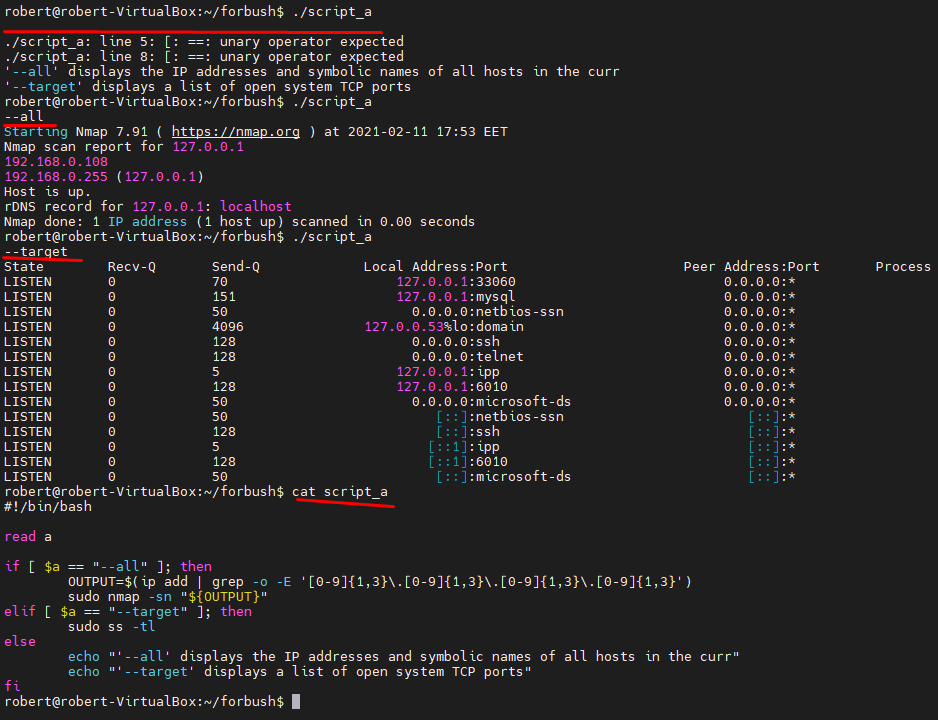 robert@robert-VirtualBox:~/forbush$ ./script_a
./script_a: line 5: [: ==: unary operator expected
./script_a: line 8: [: ==: unary operator expected
'--all' displays the IP addresses and symbolic names of all hosts in the curr
'--target' displays a list of open system TCP ports
robert@robert-VirtualBox:~/forbush$ ./script_a
--all
Starting Nmap 7.91 ( https://nmap.org ) at 2021-02-11 17:53 EET
Nmap scan report for 127.0.0.1
192.168.0.108
192.168.0.255 (127.0.0.1)
Host is up.
rDNS record for 127.0.0.1: localhost
Nmap done: 1 IP address (1 host up) scanned in 0.00 seconds
robert@robert-VirtualBox:~/forbush$ ./script_a
--target
State Recv-Q Send-Q Local Address:Port Peer Address:Port Process
LISTEN 0 70 127.0.0.1:33060 0.0.0.0:*
LISTEN 0 151 127.0.0.1:mysql 0.0.0.0:*
LISTEN 0 50 0.0.0.0:netbios-ssn 0.0.0.0:*
LISTEN 0 4096 127.0.0.53%lo:domain 0.0.0.0:*
LISTEN 0 128 0.0.0.0:ssh 0.0.0.0:*
LISTEN 0 128 0.0.0.0:telnet 0.0.0.0:*
LISTEN 0 5 127.0.0.1:ipp 0.0.0.0:*
LISTEN 0 128 127.0.0.1:6010 0.0.0.0:*
LISTEN 0 50 0.0.0.0:microsoft-ds 0.0.0.0:*
LISTEN 0 50 [::]:netbios-ssn [::]:*
LISTEN 0 128 [::]:ssh [::]:*
LISTEN 0 5 [::1]:ipp [::]:*
LISTEN 0 128 [::1]:6010 [::]:*
LISTEN 0 50 [::]:microsoft-ds [::]:*
robert@robert-VirtualBox:~/forbush$ cat script_a
#!/bin/bash
read a
if [ $a == "--all" ]; then
OUTPUT=$(ip add | grep -o -E '[0-9]{1,3}\.[0-9]{1,3}\.[0-9]{1,3}\.[0-9]{1,3}')
sudo nmap -sn "${OUTPUT}"
elif [ $a == "--target" ]; then
sudo ss -tl
else
echo "'--all' displays the IP addresses and symbolic names of all hosts in the curr"
echo "'--target' displays a list of open system TCP ports"
fi
robert@robert-VirtualBox:~/forbush$